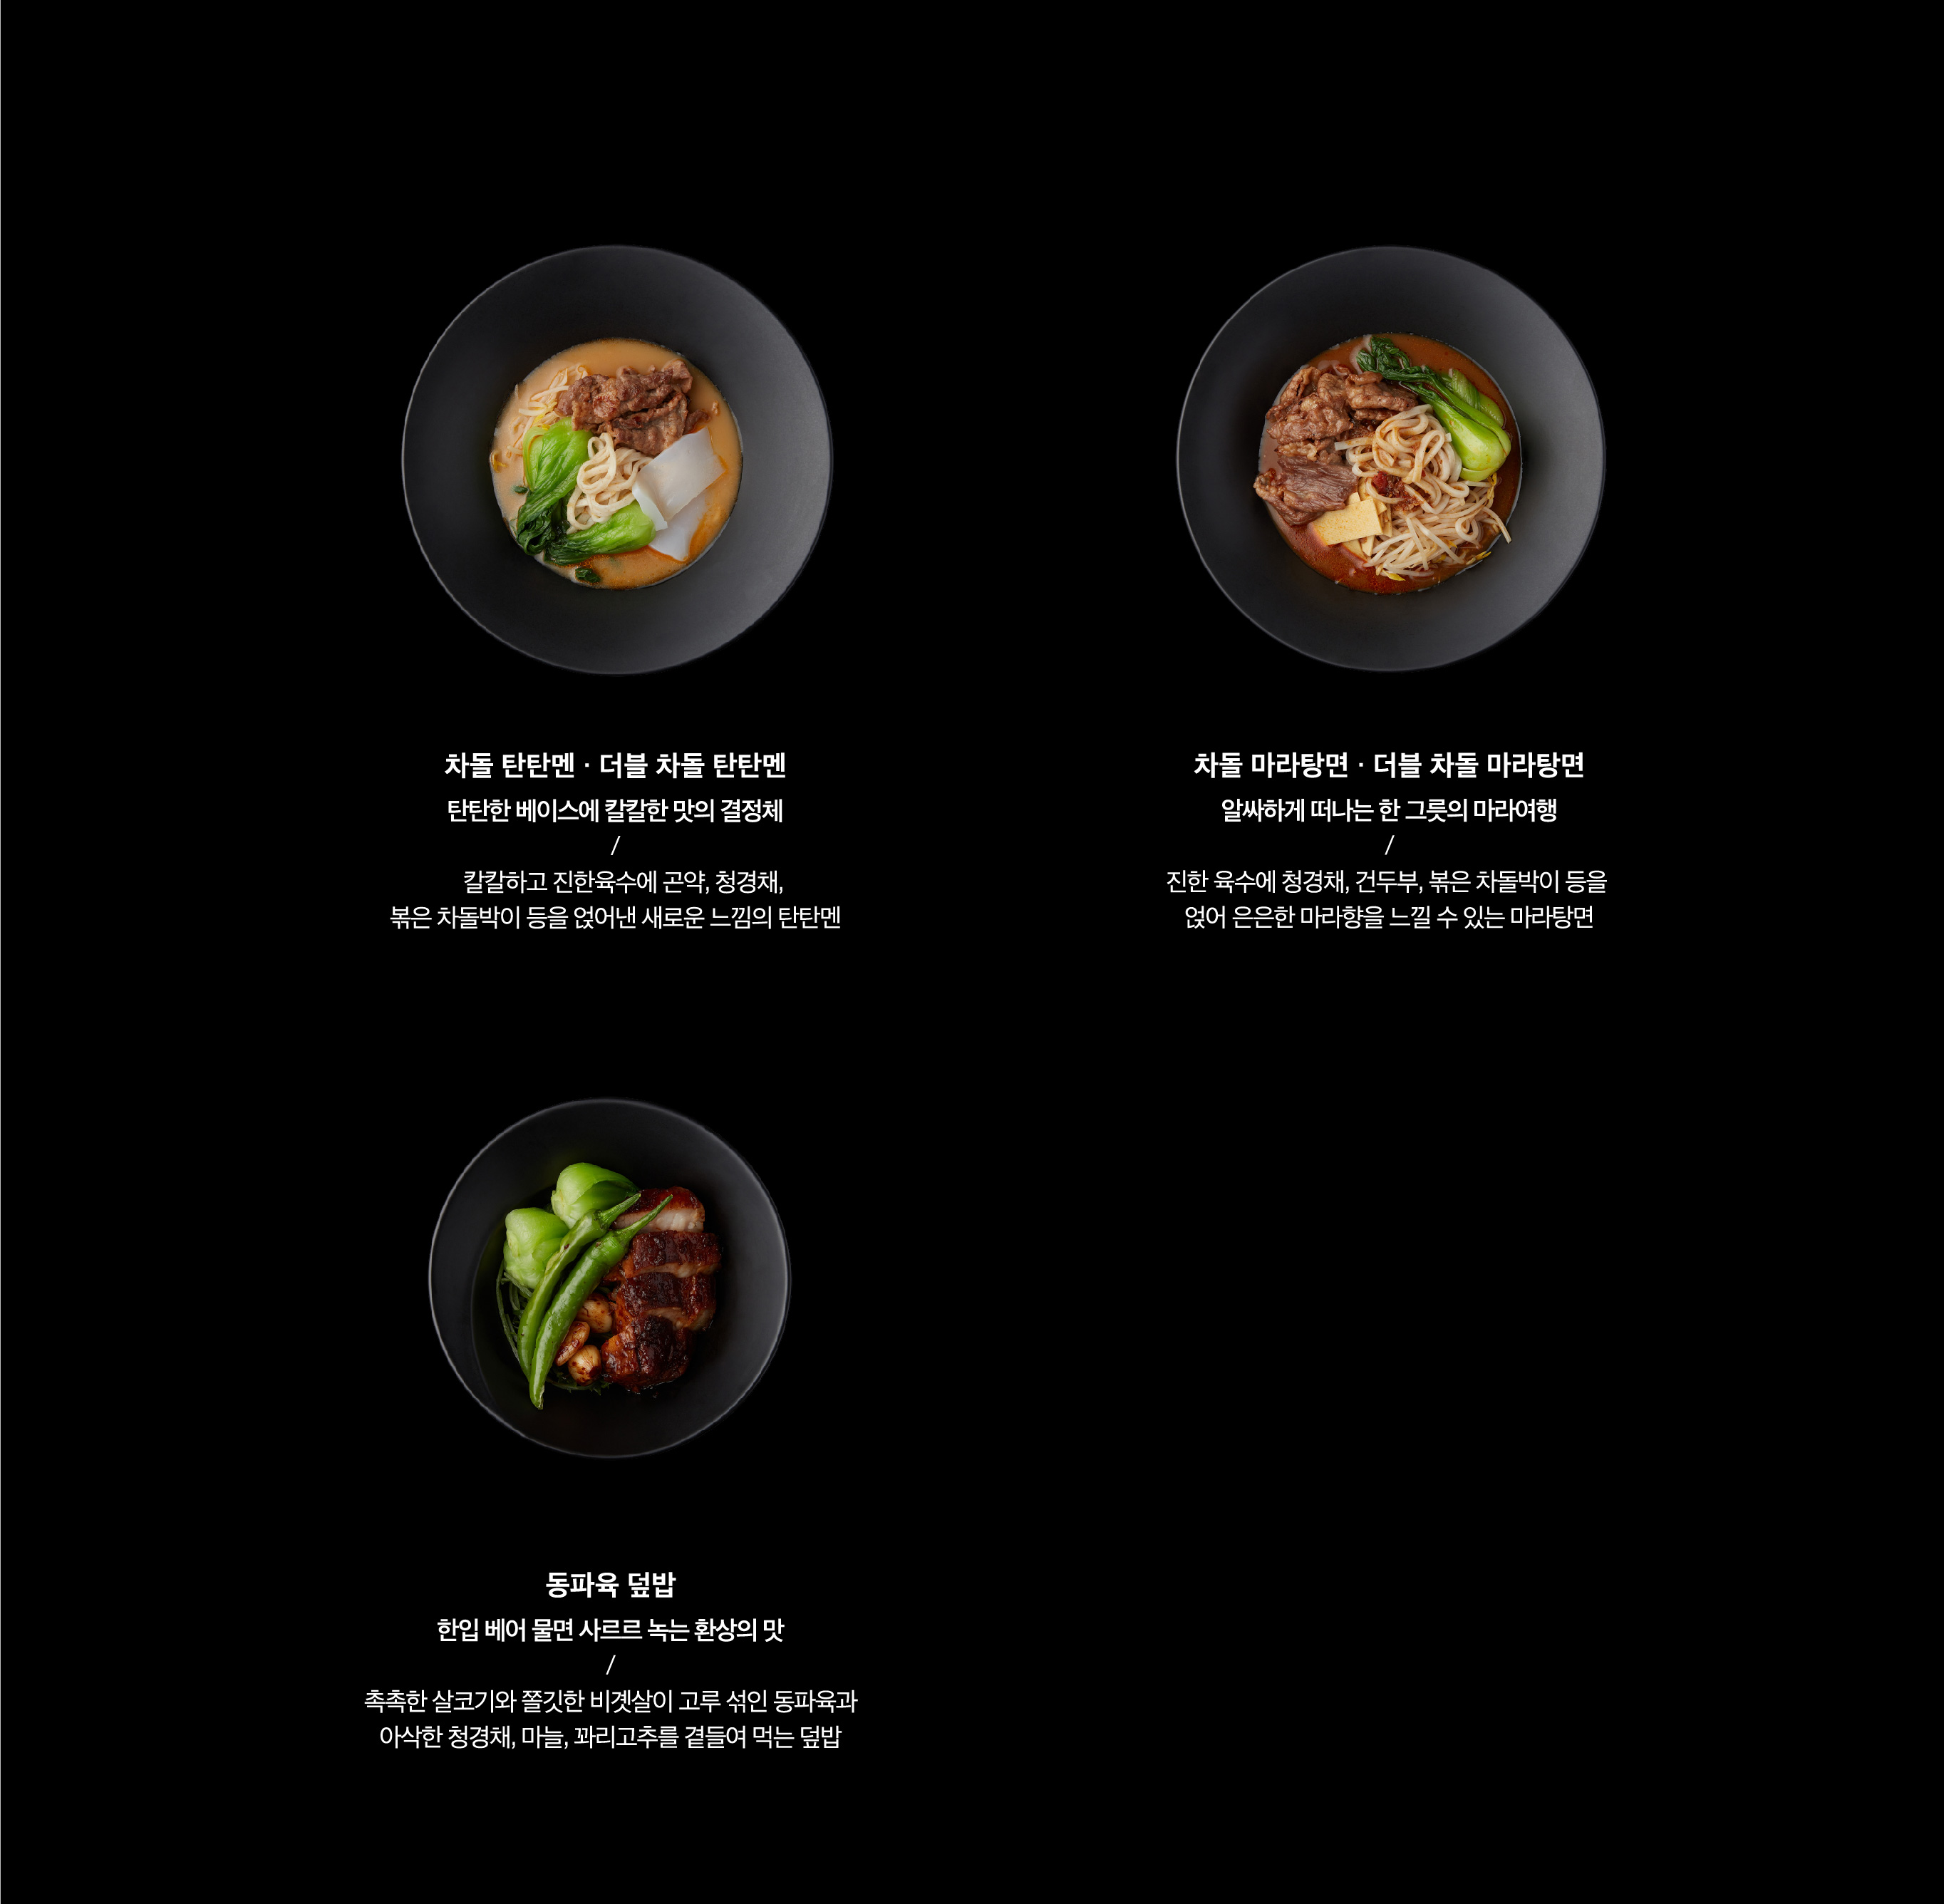 차돌 탄탄멘 · 더블 차돌 탄탄멘
탄탄한 베이스에 칼칼한 맛의 결정체
/
칼칼하고 진한육수에 곤약, 청경채,
볶은 차돌박이 등을 얹어낸 새로운 느낌의 탄탄멘
차돌 마라탕면 · 더블 차돌 마라탕면
알싸하게 떠나는 한 그릇의 마라여행
/
진한 육수에 청경채, 건두부, 볶은 차돌박이 등을
얹어 은은한 마라향을 느낄 수 있는 마라탕면
동파육 덮밥
한입 베어 물면 사르르 녹는 환상의 맛
/
촉촉한 살코기와 쫄깃한 비곗살이 고루 섞인 동파육과
아삭한 청경채, 마늘, 꽈리고추를 곁들여 먹는 덮밥